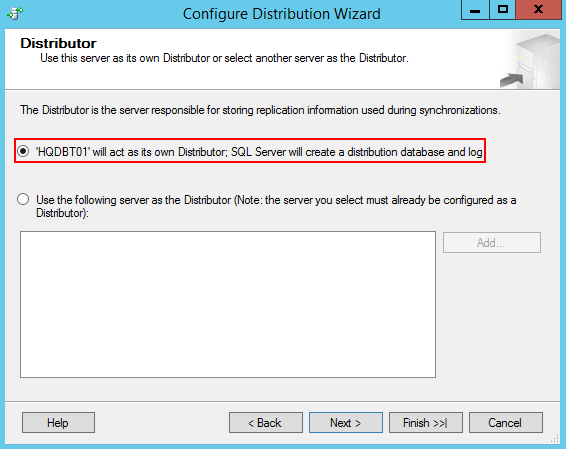 Configure Distribution Wizard
Distributor
Use this server as its own Distributor or select another server as the Distributor.
The Distributor is the server responsible for storing replication information used during synchronizations.
'HQDBT01' will act as its own Distributor; SQL Server will create a distribution database and log
Use the following server as the Distributor (Note: the server you select must already be configured as a
Distributor):
Add...
Help
< Back
Next >
Finish >>|
Cancel